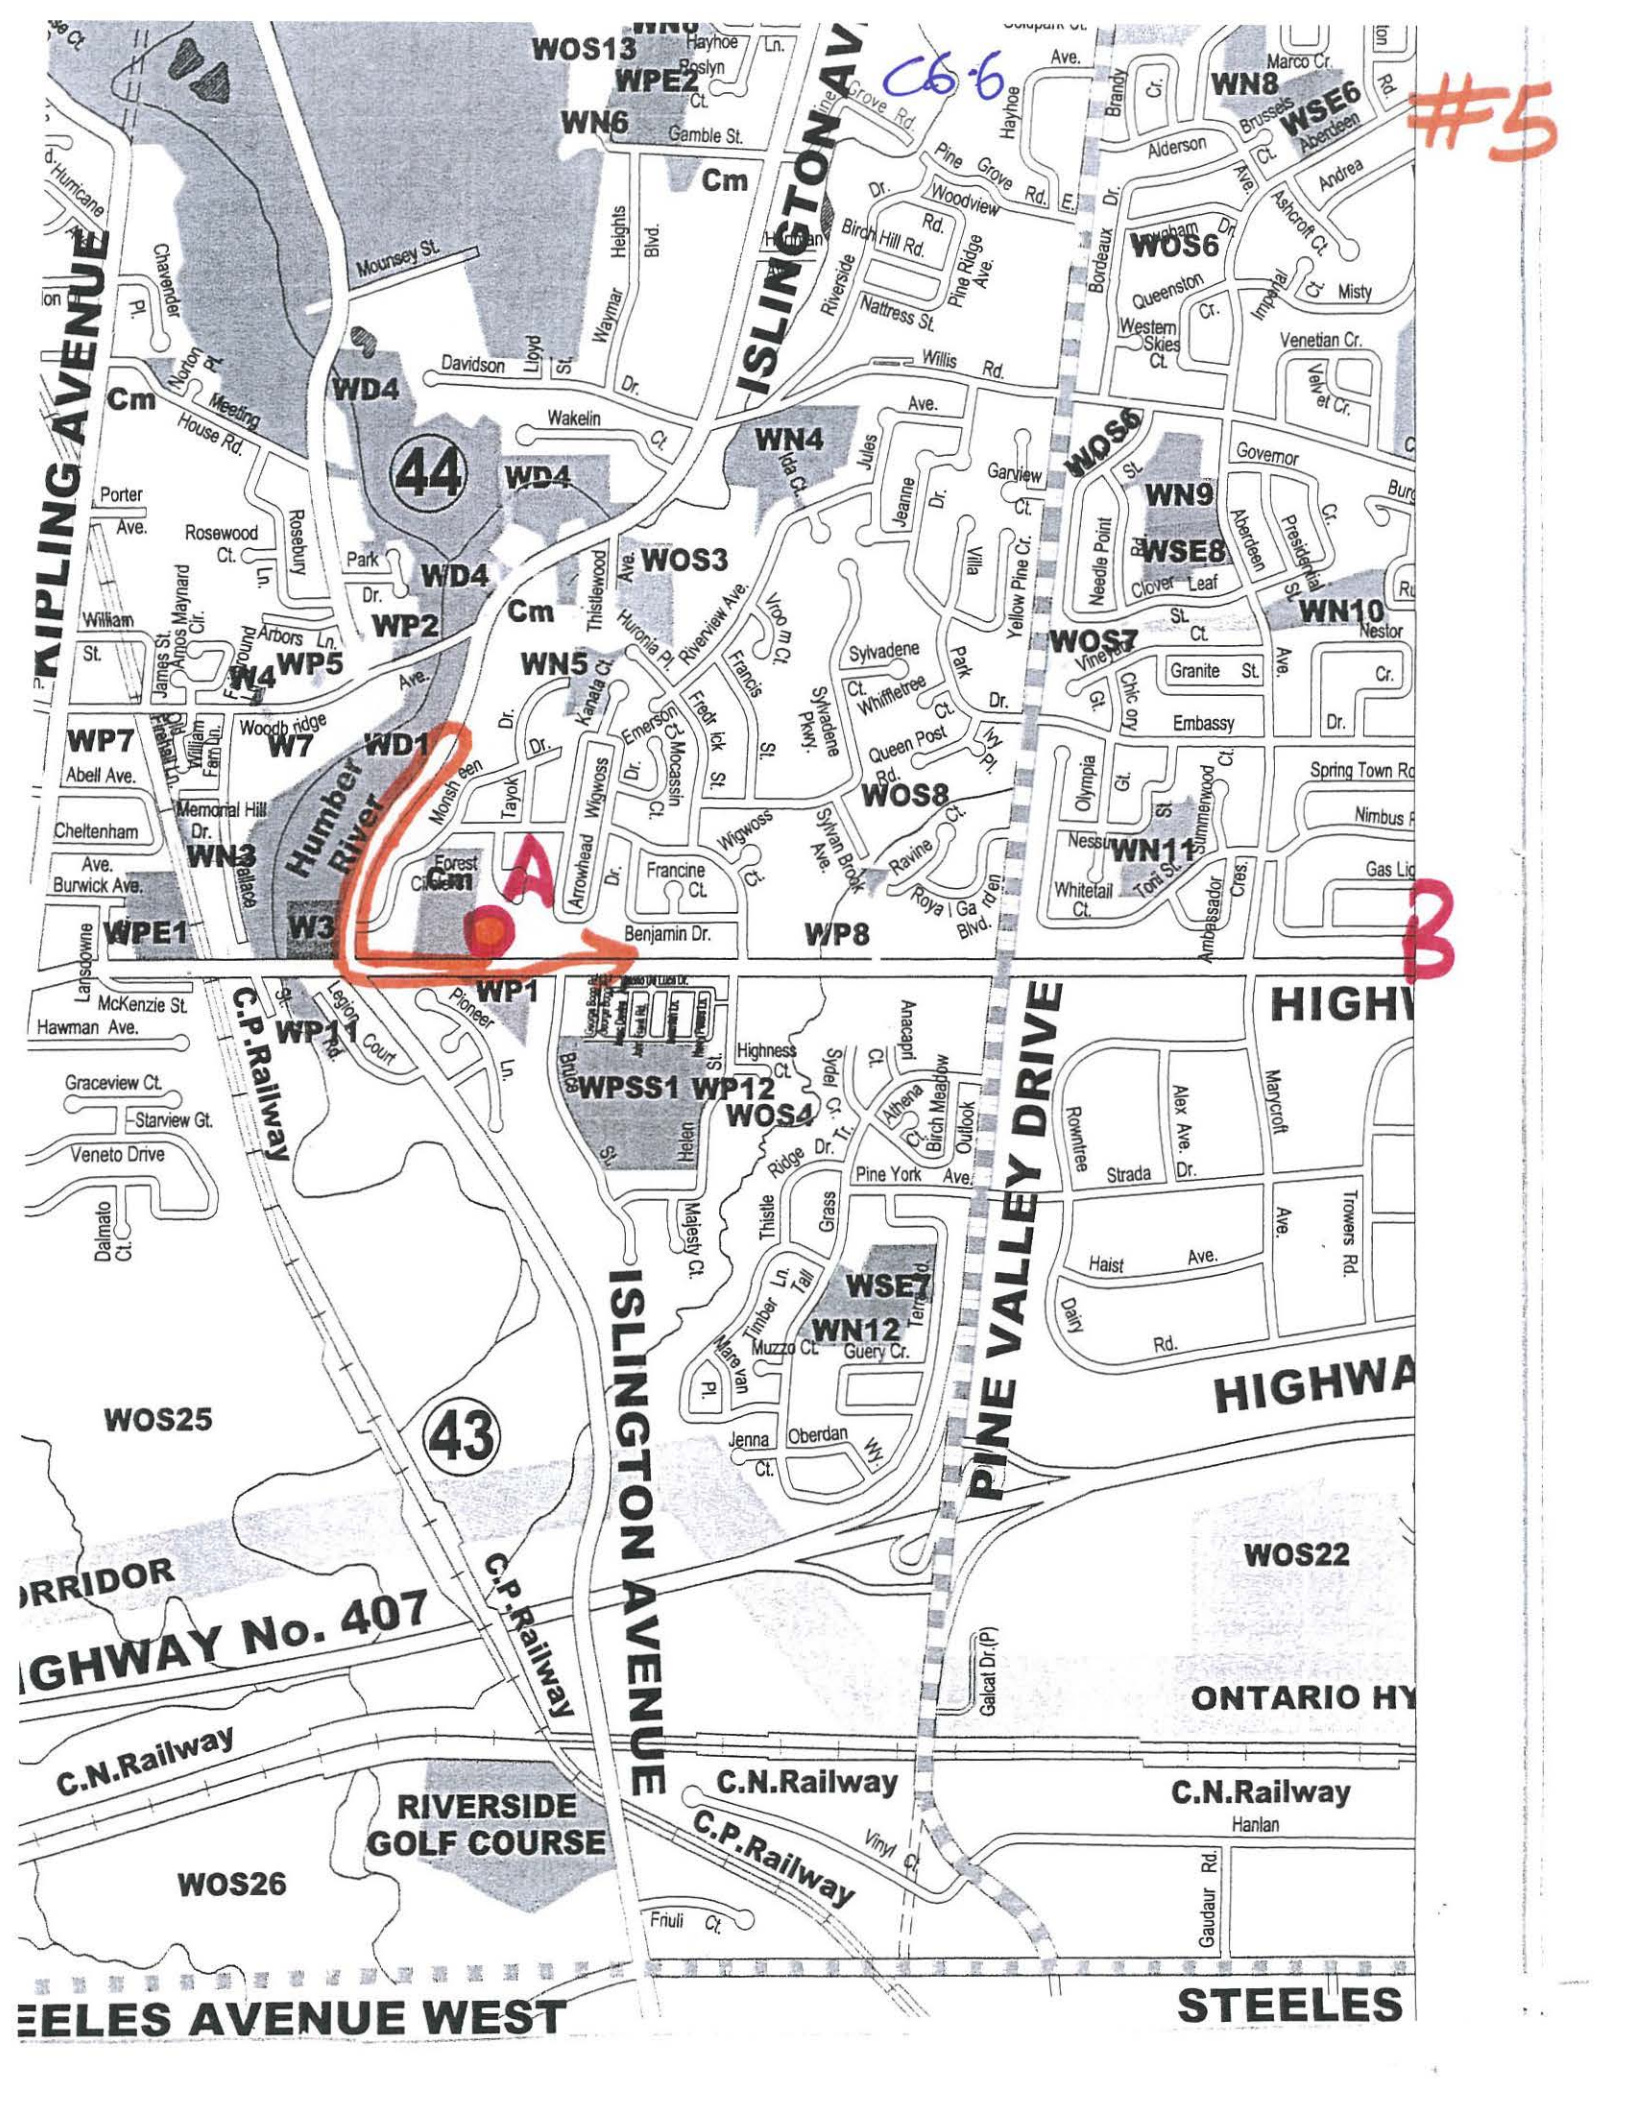 WN6
WOS13
Hayhoe
Ln.
Roslyn
Ct.
WPE2
WN6
Gamble St.
Cm
ISLINGTON AV
C6.6
Ave.
Grove Rd.
Hayhoe
Brandy
Cr.
Marco Cr.
Rd.
WN8
Brussels
WSE6
Aberdeen
#5
Alderson
Ct.
Ave.
Andrea
Pine Grove Rd. E.
Dr.
Woodview
Rd.
Birch Hill Rd.
Riverside
Nattress St.
Pine Ridge
Ave.
Bordeaux
Dr.
WOS6
Dr.
Ashcroft Ct.
Queenston
Cr.
Imperial
Ct.
Misty
Western
Skies
Ct.
Venetian Cr.
Velvet Cr.
Hurricane
KIPLING AVENUE
Chavender
Pl.
Mounsey St.
Heights
Blvd.
Waymar
Davidson
Lloyd
St.
Dr.
Willis Rd.
Cm
Norton
Pl.
Meeting
House Rd.
WD4
Wakelin
Ct.
WN4
Ida Ct.
Ave.
Jules
Jeanne
Dr.
Garview
Ct.
WOS6
St.
Governor
44
WD4
WN9
Cr.
Porter
Ave.
Rosewood
Ct.
Ln.
Rosebury
Park
Dr.
WD4
Thistlewood
Ave.
WOS3
Villa
Yellow Pine Cr.
Needle Point
Rd.
WSE8
Clover Leaf
St.
Aberdeen
Presidential
St.
WN10
Nestor
Cr.
William
St.
James St.
Amos Maynard
Cir.
Arbors Ln.
WP2
WP5
W4
Cm
Huronia Pl.
Riverview Ave.
Vroom Ct.
WN5
Kanata Ct.
Francis
St.
Sylvadene
Ct.
Whiffletree
Ct.
Park
Dr.
Sylvadene
Pkwy.
WOS7
Ct.
Granite St.
Ave.
Gt.
Chicory
Embassy
Dr.
WP7
Abell Ave.
Woodbridge
Ave.
W7
WD1
Dr.
Dr.
Emerson
Ct.
Fredrick
St.
Queen Post
Rd.
Ivy
Pl.
Olympia
Gt.
Ct.
Spring Town Rd
Memorial Hill
Dr.
Humber
River
Monsheen
Tayok
Wigwoss
Dr.
Mocassin
Ct.
WOS8
Ct.
St.
Summerwood
Nimbus
Cheltenham
Ave.
WN3
Wallace
Forest
Cm
A
Arrowhead
Dr.
Francine
Ct.
Wigwoss
Ct.
Sylvan Brook
Ave.
Ravine
WN11
Toni St.
Whitetail
Ct.
Burwick Ave.
WPE1
W3
Benjamin Dr.
WP8
Royal Garden
Blvd.
Ambassador
Cres.
B
Lansdowne
McKenzie St.
Hawman Ave.
WP1
HIGHW
C.P.Railway
St.
WP11
Rd.
Legion Court
Pioneer
Ln.
Bruce
St.
WPSS1
WP12
Helen
St.
Highness
Ct.
WOS4
Sydel Cr.
Ct.
Anacapri
Athena
Ct.
Birch Meadow
Outlook
PINE VALLEY DRIVE
Graceview Ct.
Starview Gt.
Veneto Drive
Dalmato
Ct.
Rowntree
Alex Ave.
Dr.
Marycroft
Ave.
Strada
Trowers Rd.
Ridge
Dr. Tr.
Thistle
Grass
Pine York Ave.
Majesty Ct.
Haist Ave.
Dairy
Rd.
WSE7
WN12
Guery Cr.
Timber Ln.
Tall
Muzzo Ct.
Marevan
Pl.
HIGHWA
ISLINGTON AVENUE
WOS25
43
Jenna
Ct.
Oberdan
Wy.
ORRIDOR
IGHWAY No. 407
C.P.Railway
WOS22
Galcat Dr.(P)
ONTARIO HY
C.N.Railway
RIVERSIDE
GOLF COURSE
C.N.Railway
C.N.Railway
Hanlan
C.P.Railway
Vinyl Ct.
Gaudaur Rd.
WOS26
Friuli Ct.
EELES AVENUE WEST
STEELES